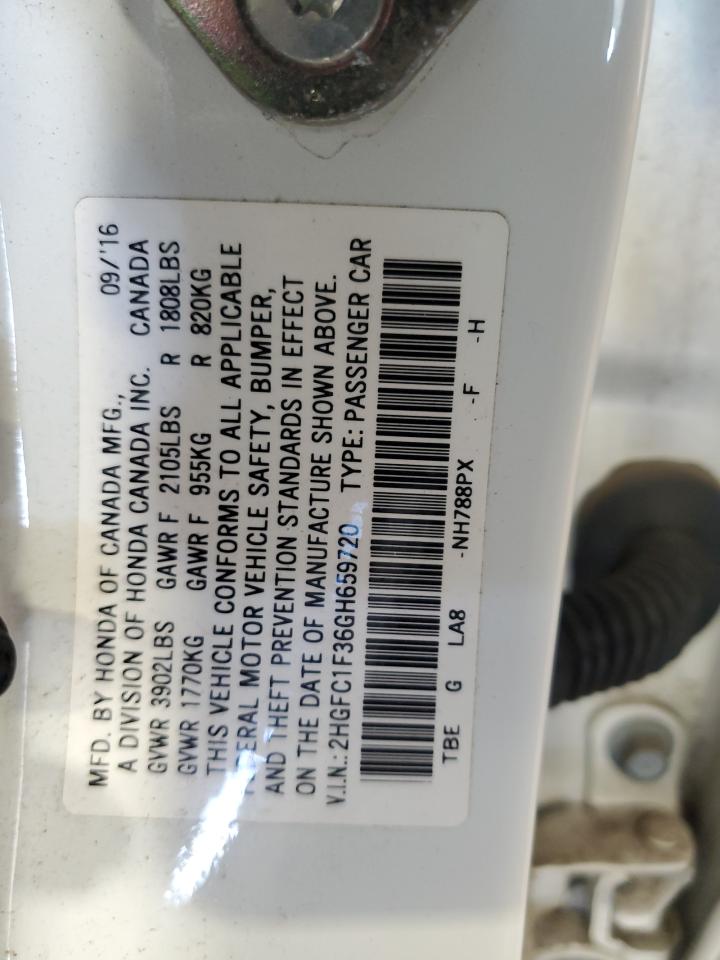 MFD. BY HONDA OF CANADA MFG., 09/'16
A DIVISION OF HONDA CANADA INC. CANADA
GVWR 3902LBS GAWR F 2105LBS R 1808LBS
GVWR 1770KG GAWR F 955KG R 820KG
THIS VEHICLE CONFORMS TO ALL APPLICABLE
FEDERAL MOTOR VEHICLE SAFETY, BUMPER,
AND THEFT PREVENTION STANDARDS IN EFFECT
ON THE DATE OF MANUFACTURE SHOWN ABOVE.
V.I.N.: 2HGFC1F36GH659720 TYPE: PASSENGER CAR
TBE G LA8 -NH788PX -F -H